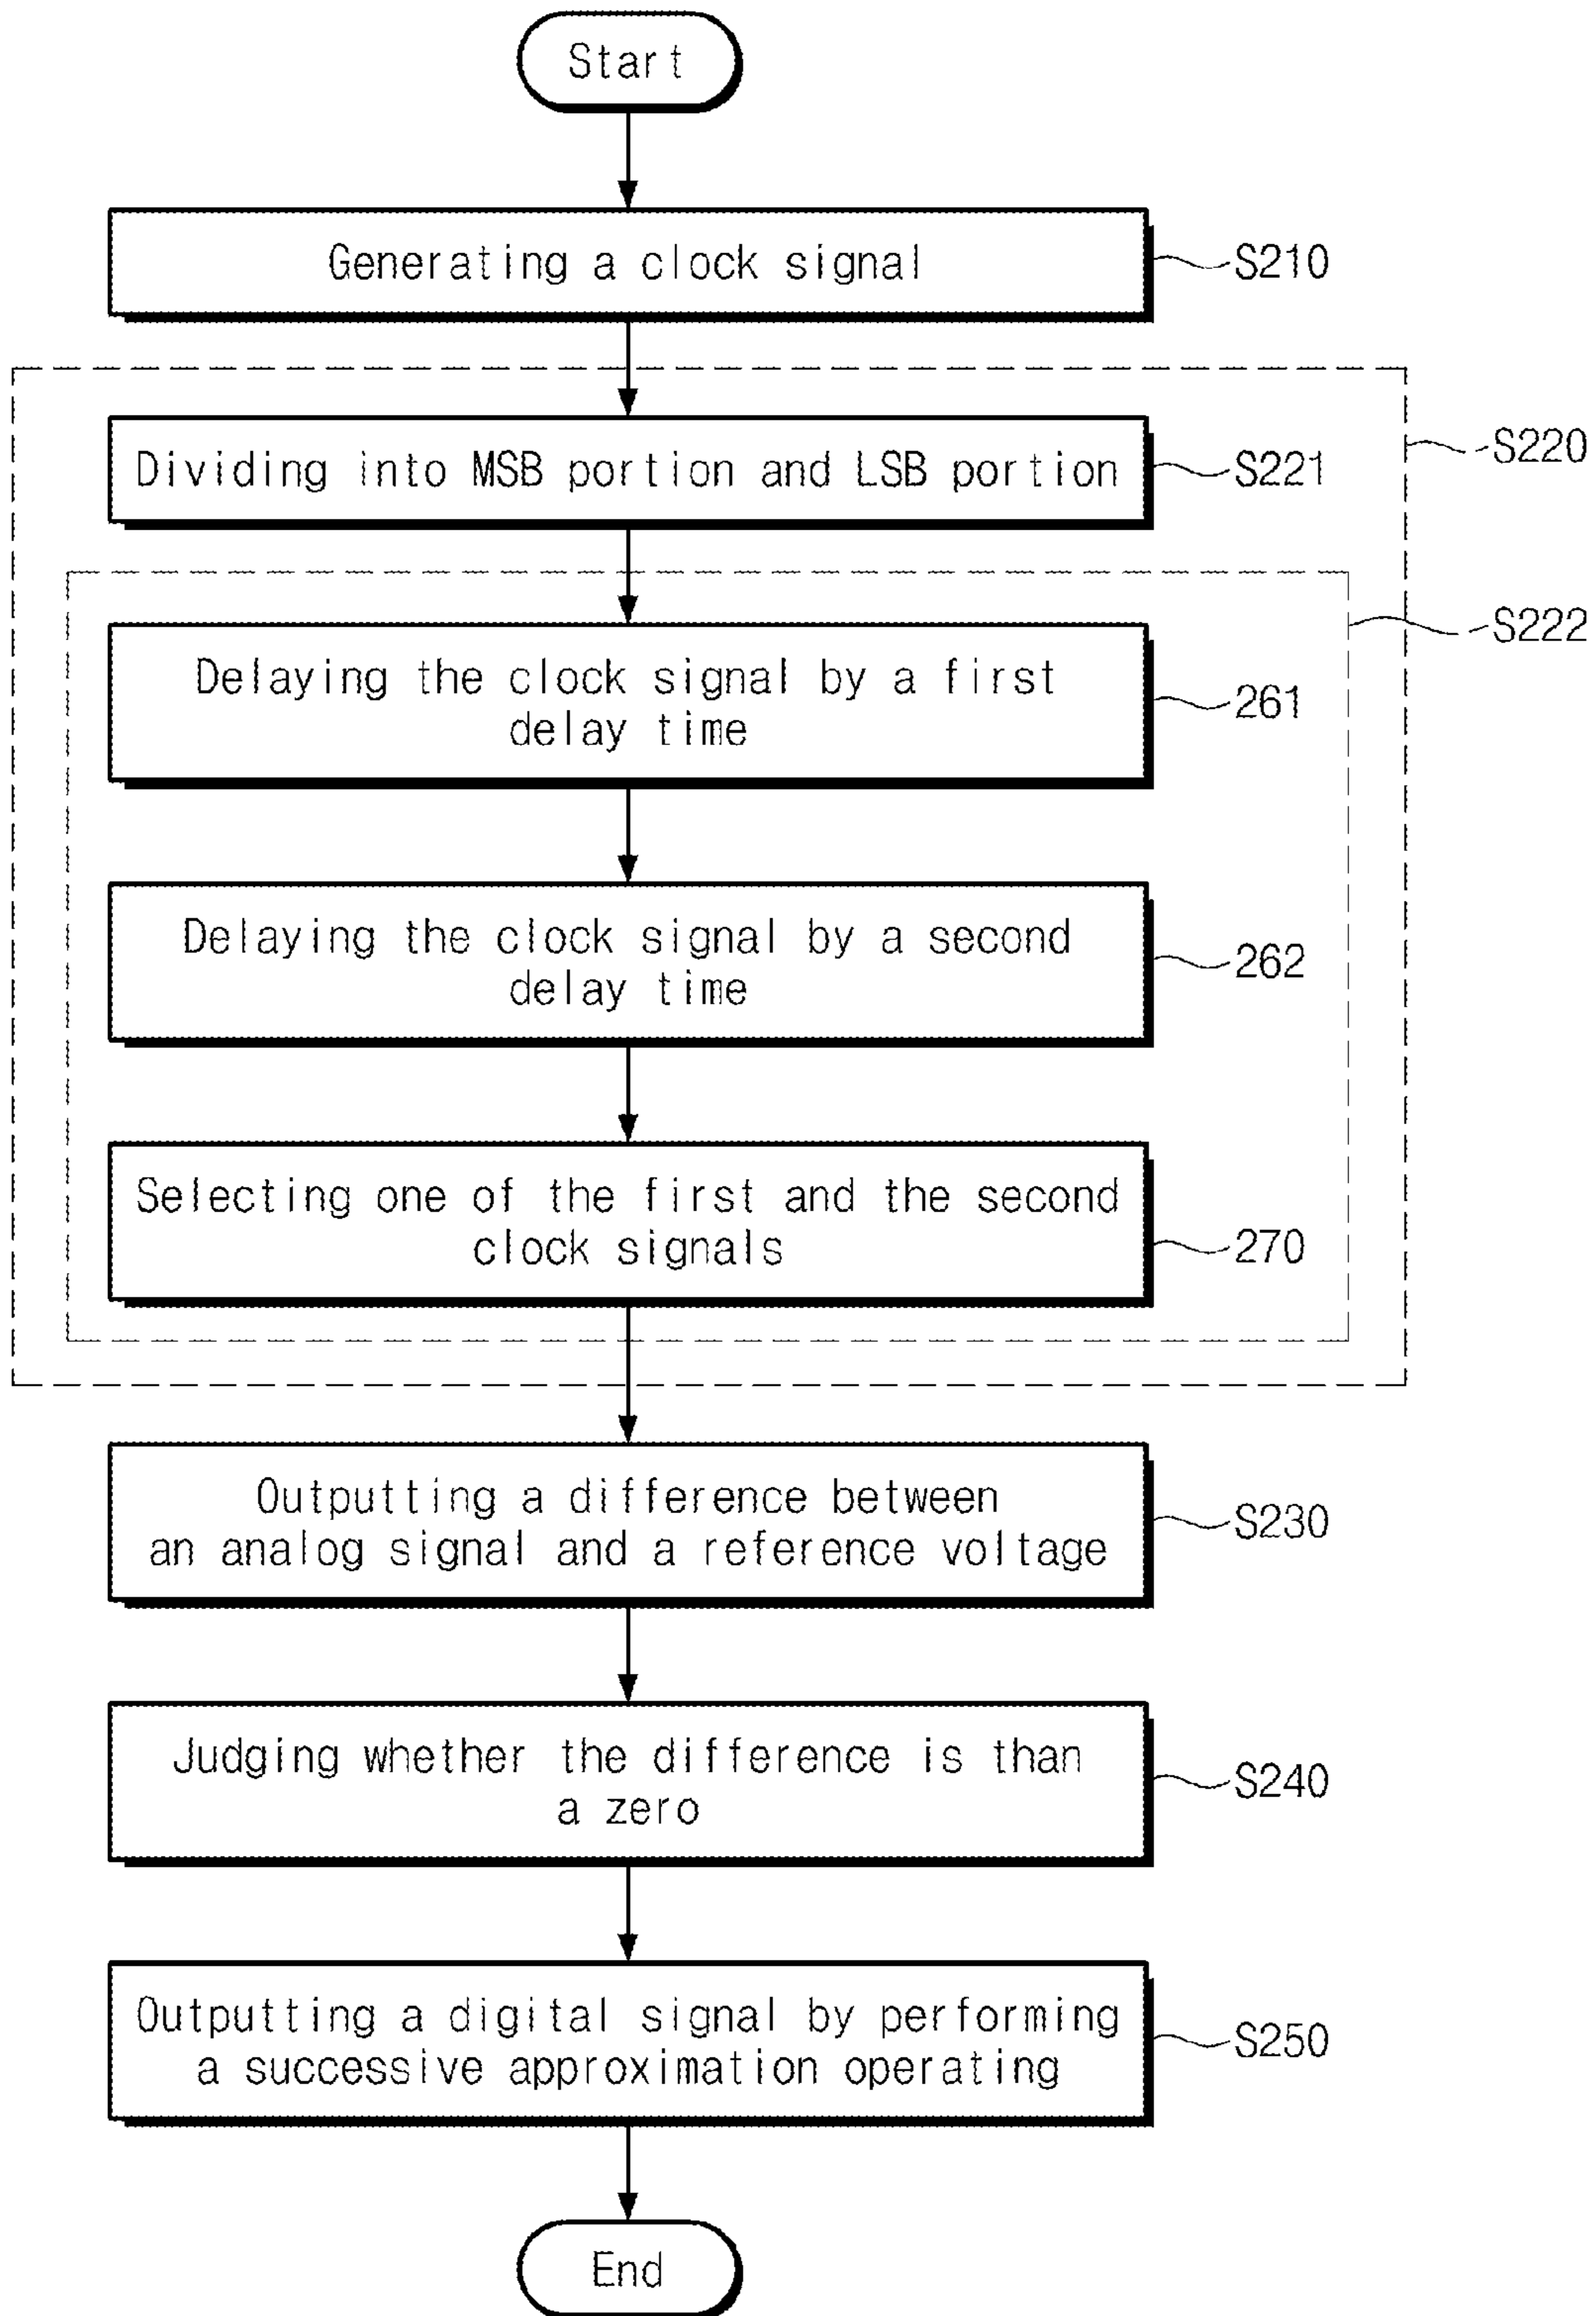 Start
Generating a clock signal
S210
Dividing into MSB portion and LSB portion
S221
S220
S222
Delaying the clock signal by a first
delay time
261
Delaying the clock signal by a second
delay time
262
Selecting one of the first and the second
clock signals
270
Outputting a difference between
an analog signal and a reference voltage
S230
Judging whether the difference is than
a zero
S240
Outputting a digital signal by performing
a successive approximation operating
S250
End